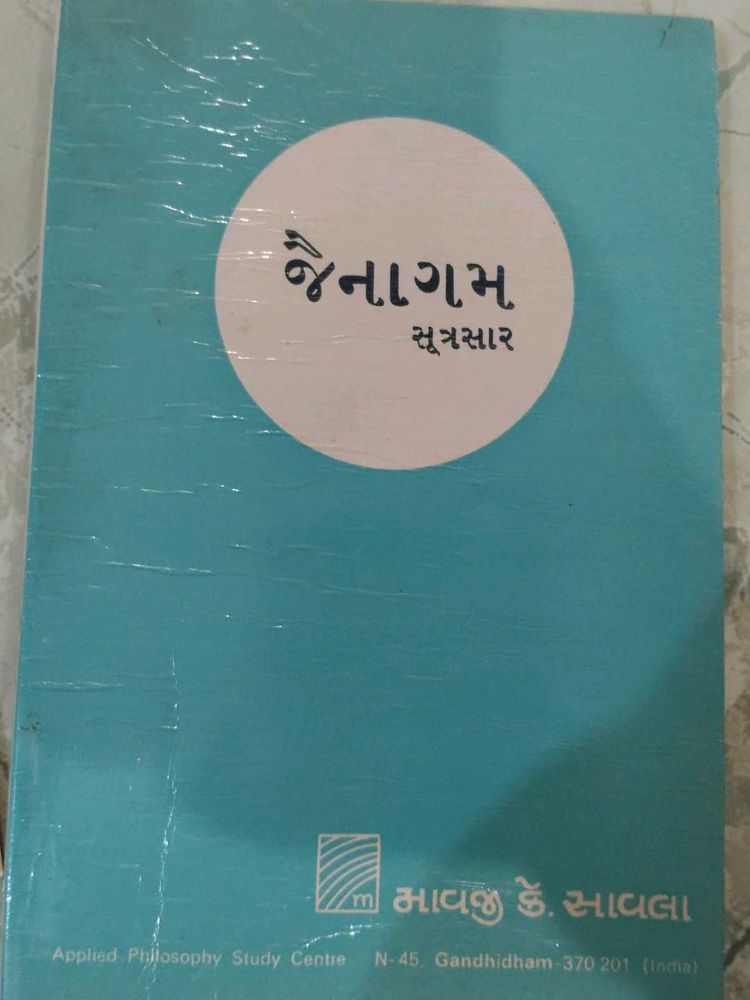 જૈનાગમ
સૂત્રસાર
m
માવજી કે. સાવલા
Applied Philosophy Study Centre N-45. Gandhidham-370 201 (India)